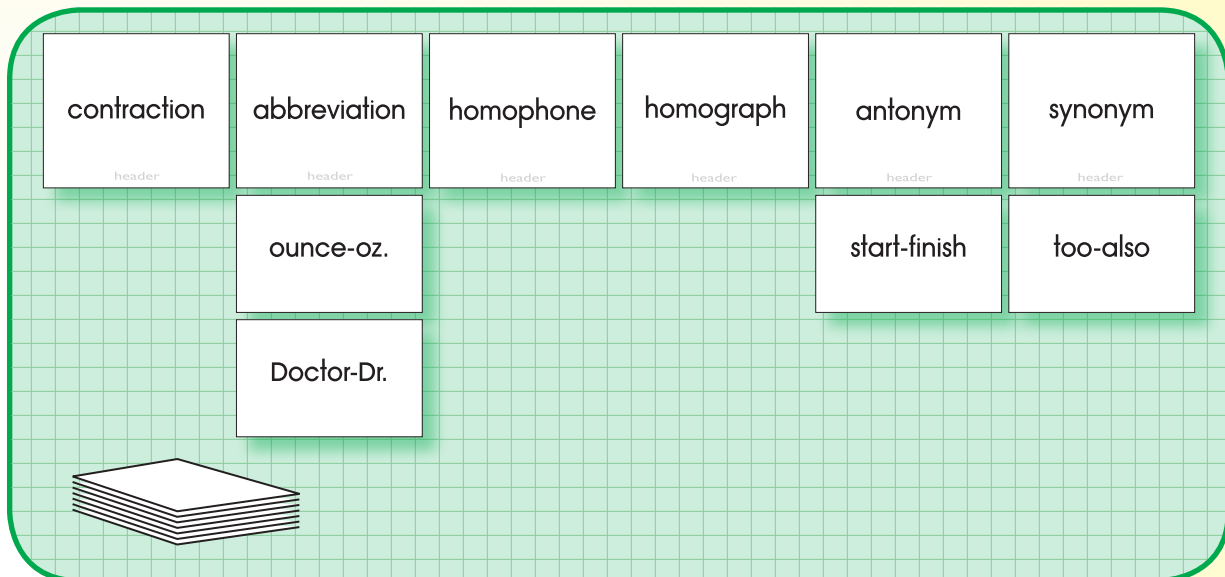 contraction
header
abbreviation
header
homophone
header
homograph
header
antonym
header
synonym
header
ounce-oz.
start-finish
too-also
Doctor-Dr.